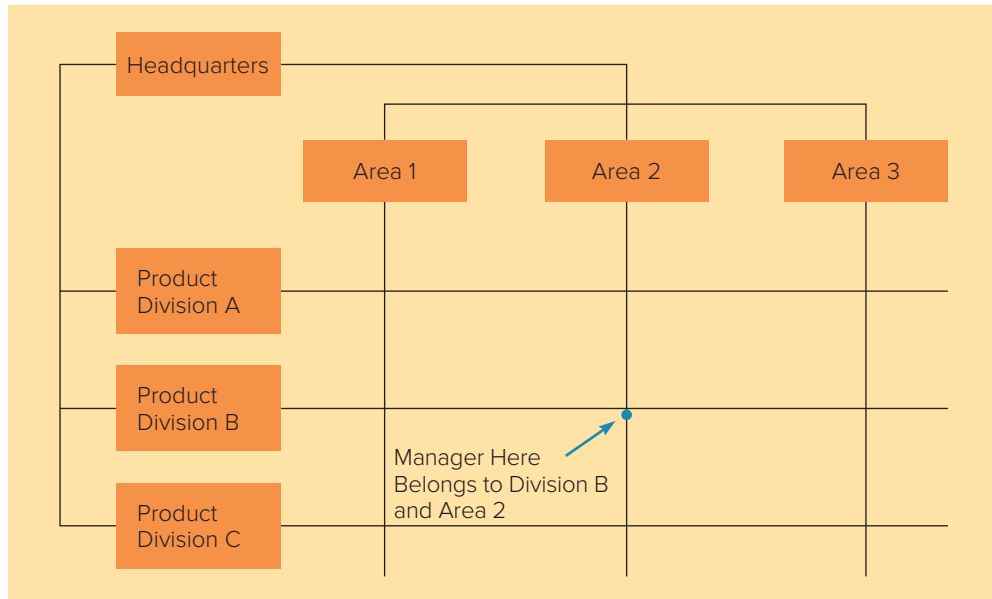 Headquarters
Area 1
Area 2
Area 3
Product
Division A
Product
Division B
Manager Here
Belongs to Division B
and Area 2
Product
Division C